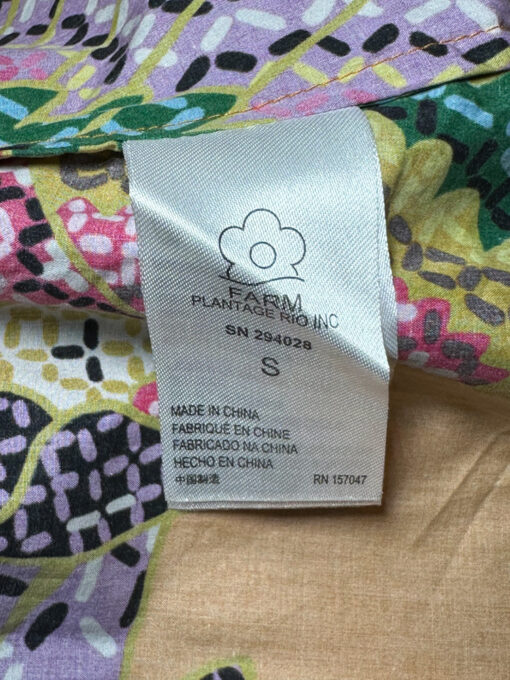 FARM
PLANTAGE RIO INC
SN 294028
S
MADE IN CHINA
FABRIQUÉ EN CHINE
FABRICADO NA CHINA
HECHO EN CHINA
中国制造
RN 157047